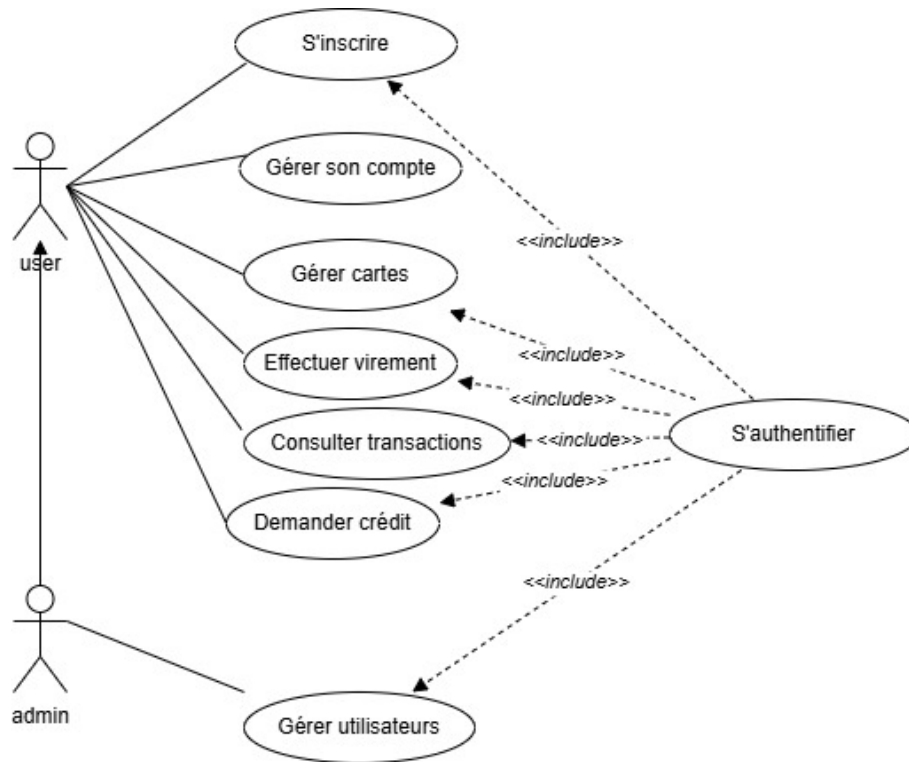 S'inscrire
Gérer son compte
user
<<include>>
Gérer cartes
<<include>>
Effectuer virement
<<include>>
Consulter transactions
<<include>>
S'authentifier
<<include>>
Demander crédit
<<include>>
admin
Gérer utilisateurs